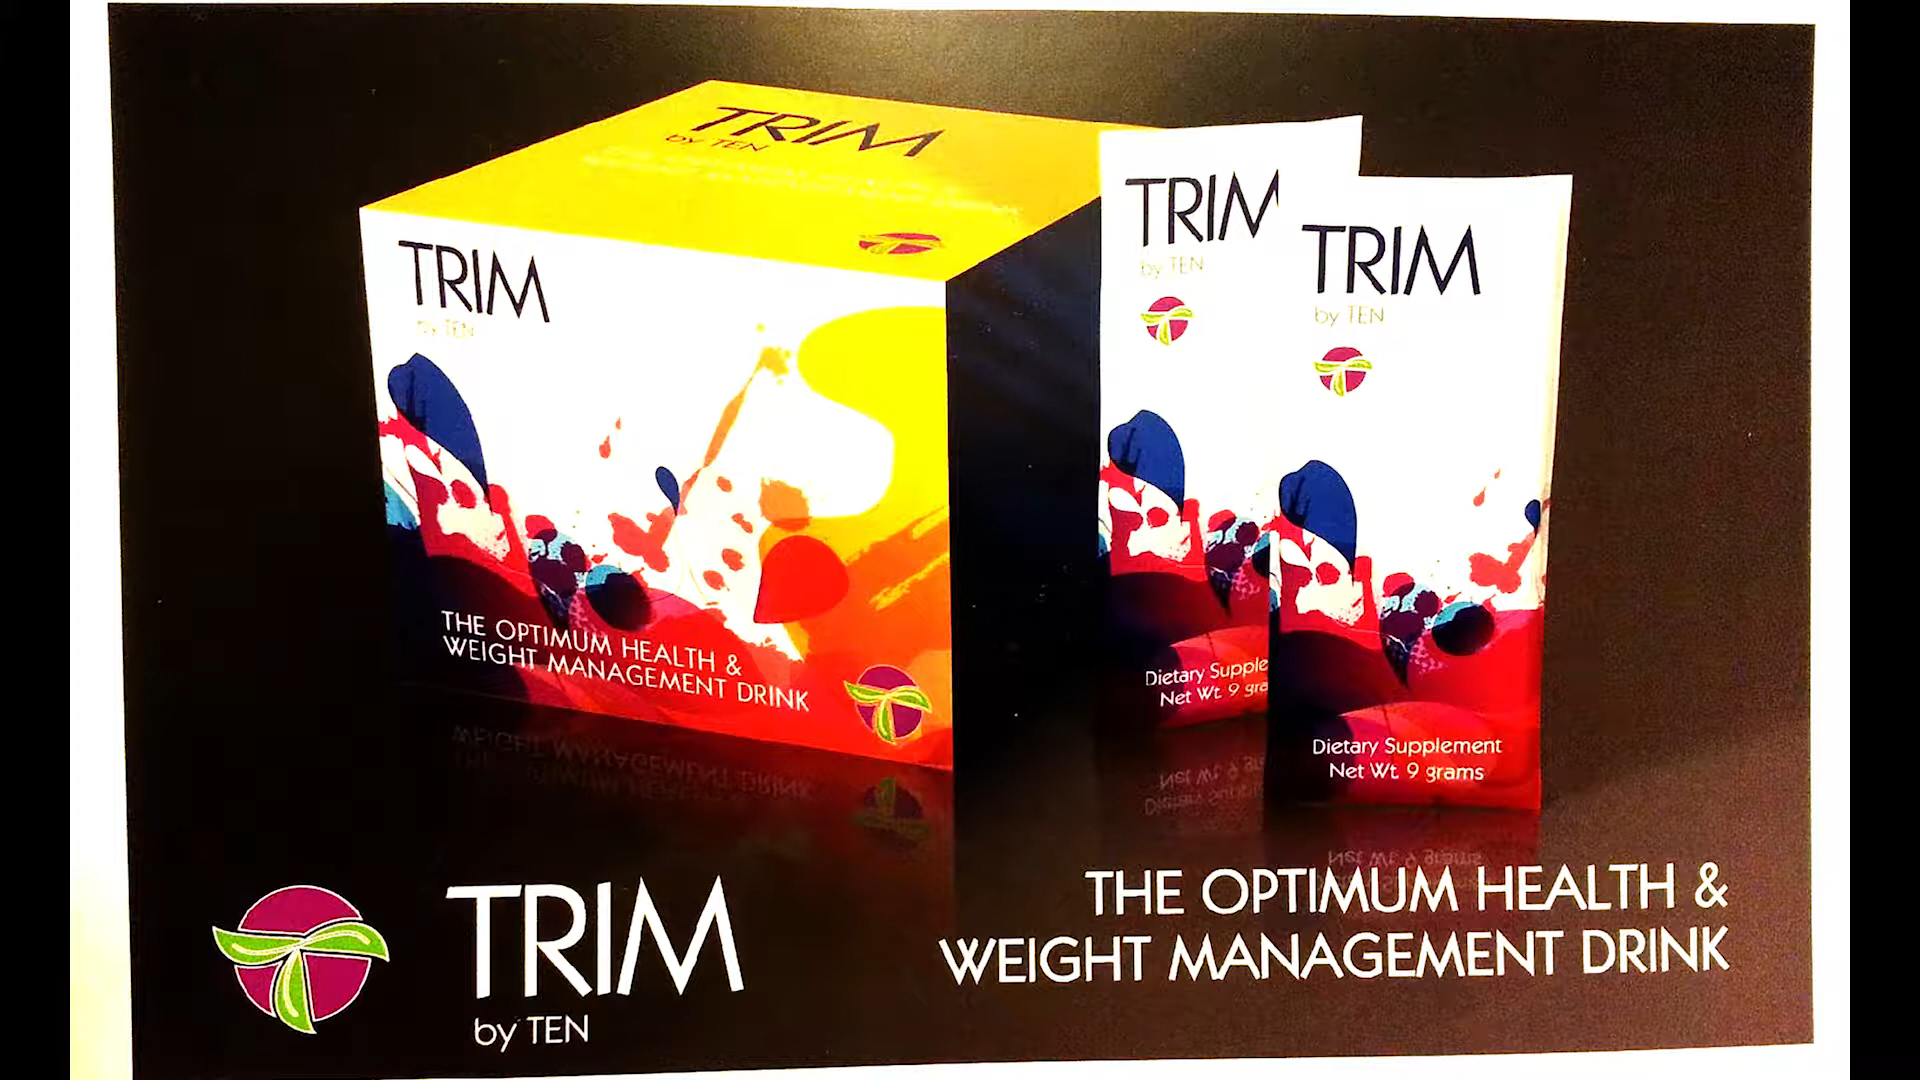 TRIM
by TEN
TRIM
by TEN
THE OPTIMUM HEALTH &
WEIGHT MANAGEMENT DRINK
TRIM
by TEN
Dietary Supple
Net Wt. 9 gra
TRIM
by TEN
Dietary Supplement
Net Wt. 9 grams
TRIM
by TEN
THE OPTIMUM HEALTH &
WEIGHT MANAGEMENT DRINK